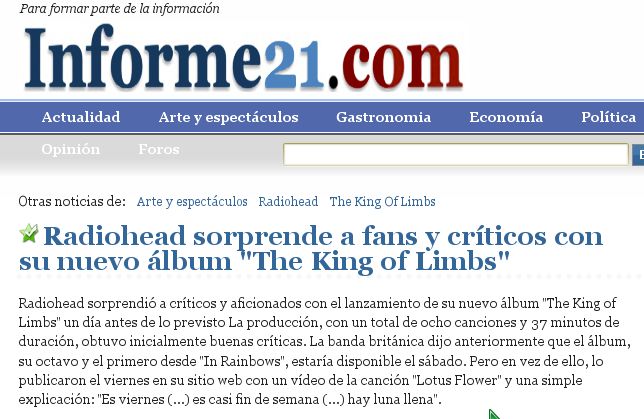 Para formar parte de la información
Informe21.com
Actualidad Arte y espectáculos Gastronomia Economía Política
Opinión Foros
Otras noticias de: Arte y espectáculos Radiohead The King Of Limbs
Radiohead sorprende a fans y críticos con
su nuevo álbum "The King of Limbs"
Radiohead sorprendió a críticos y aficionados con el lanzamiento de su nuevo álbum "The King of
Limbs" un día antes de lo previsto La producción, con un total de ocho canciones y 37 minutos de
duración, obtuvo inicialmente buenas críticas. La banda británica dijo anteriormente que el álbum,
su octavo y el primero desde "In Rainbows", estaría disponible el sábado. Pero en vez de ello, lo
publicaron el viernes en su sitio web con un vídeo de la canción "Lotus Flower" y una simple
explicación: "Es viernes (...) es casi fin de semana (...) hay luna llena".